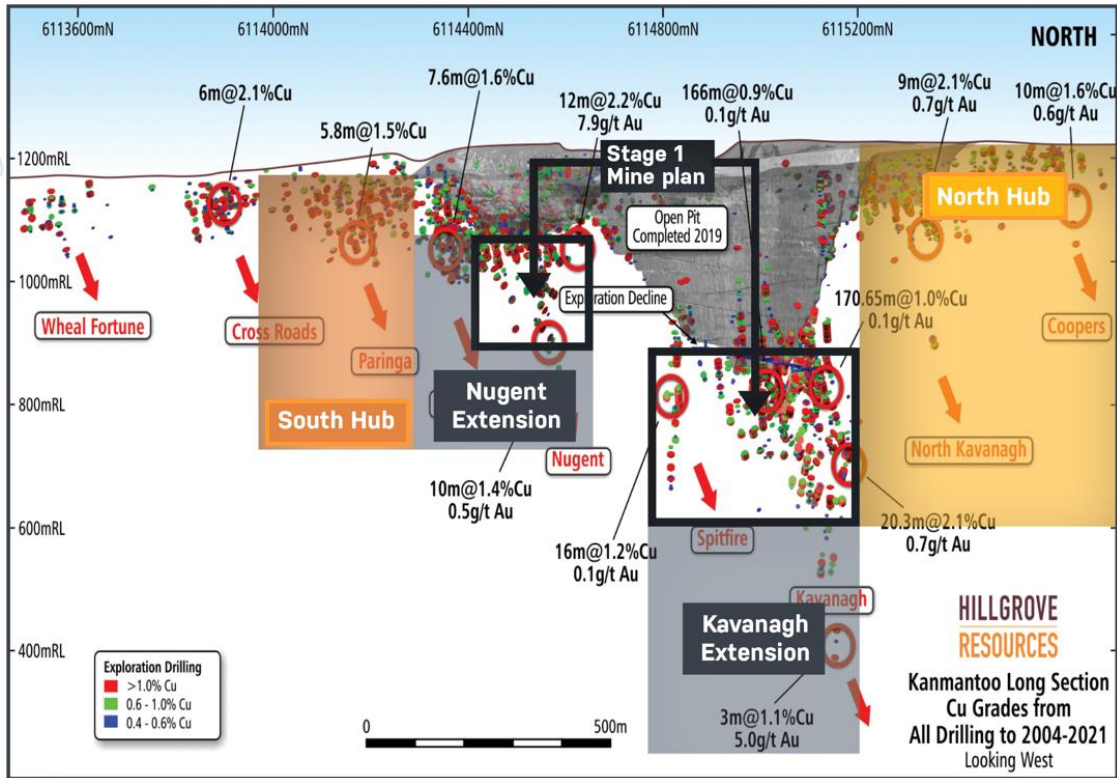 6113600mN
6114000mN
6114400mN
6114800mN
6115200mN
NORTH
6m@2.1%Cu
5.8m@1.5%Cu
7.6m@1.6%Cu
12m@2.2%Cu
7.9g/t Au
166m@0.9%Cu
0.1g/t Au
9m@2.1%Cu
0.7g/t Au
10m@1.6%Cu
0.6g/t Au
1200mRL
1000mRL
800mRL
600mRL
400mRL
Stage 1
Mine plan
Open Pit
Completed 2019
North Hub
Exploration Decline
170.65m@1.0%Cu
0.1g/t Au
Wheal Fortune
Cross Roads
Paringa
Coopers
South Hub
Nugent
Extension
Nugent
North Kavanagh
10m@1.4%Cu
0.5g/t Au
16m@1.2%Cu
0.1g/t Au
Spitfire
20.3m@2.1%Cu
0.7g/t Au
Kavanagh
Kavanagh
Extension
3m@1.1%Cu
5.0g/t Au
Exploration Drilling
>1.0% Cu
0.6 - 1.0% Cu
0.4 - 0.6% Cu
0
500m
HILLGROVE
RESOURCES
Kanmantoo Long Section
Cu Grades from
All Drilling to 2004-2021
Looking West